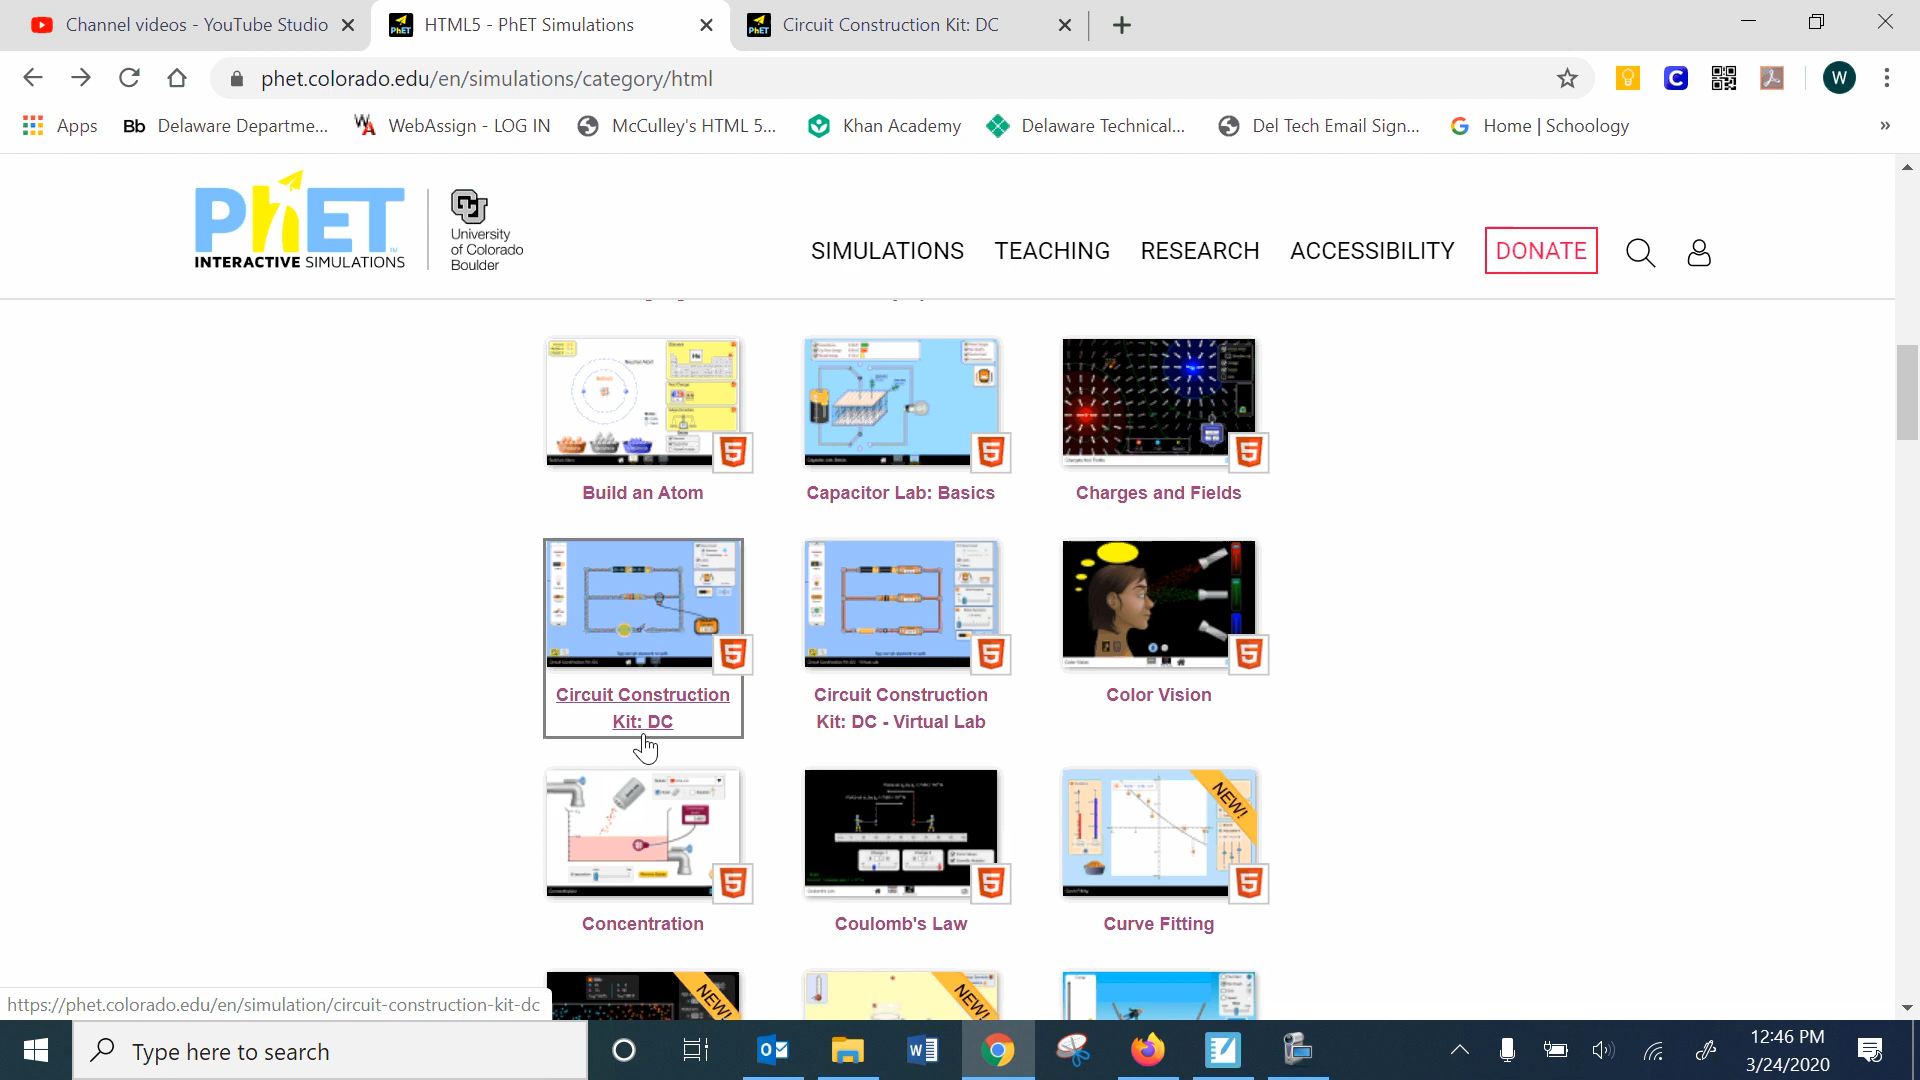 Channel videos - YouTube Studio
HTML5 - PhET Simulations
Circuit Construction Kit: DC
phet.colorado.edu/en/simulations/category/html
W
Apps
Bb Delaware Departme...
WebAssign - LOG IN
McCulley's HTML 5...
Khan Academy
Delaware Technical...
Del Tech Email Sign...
Home | Schoology
»
PhET
INTERACTIVE SIMULATIONS
University
of Colorado
Boulder
SIMULATIONS
TEACHING
RESEARCH
ACCESSIBILITY
DONATE
Build an Atom
Capacitor Lab: Basics
Charges and Fields
Circuit Construction
Kit: DC
Circuit Construction
Kit: DC - Virtual Lab
Color Vision
NEW!
Concentration
Coulomb's Law
Curve Fitting
NEW!
NEW!
https://phet.colorado.edu/en/simulation/circuit-construction-kit-dc
Type here to search
12:46 PM
3/24/2020